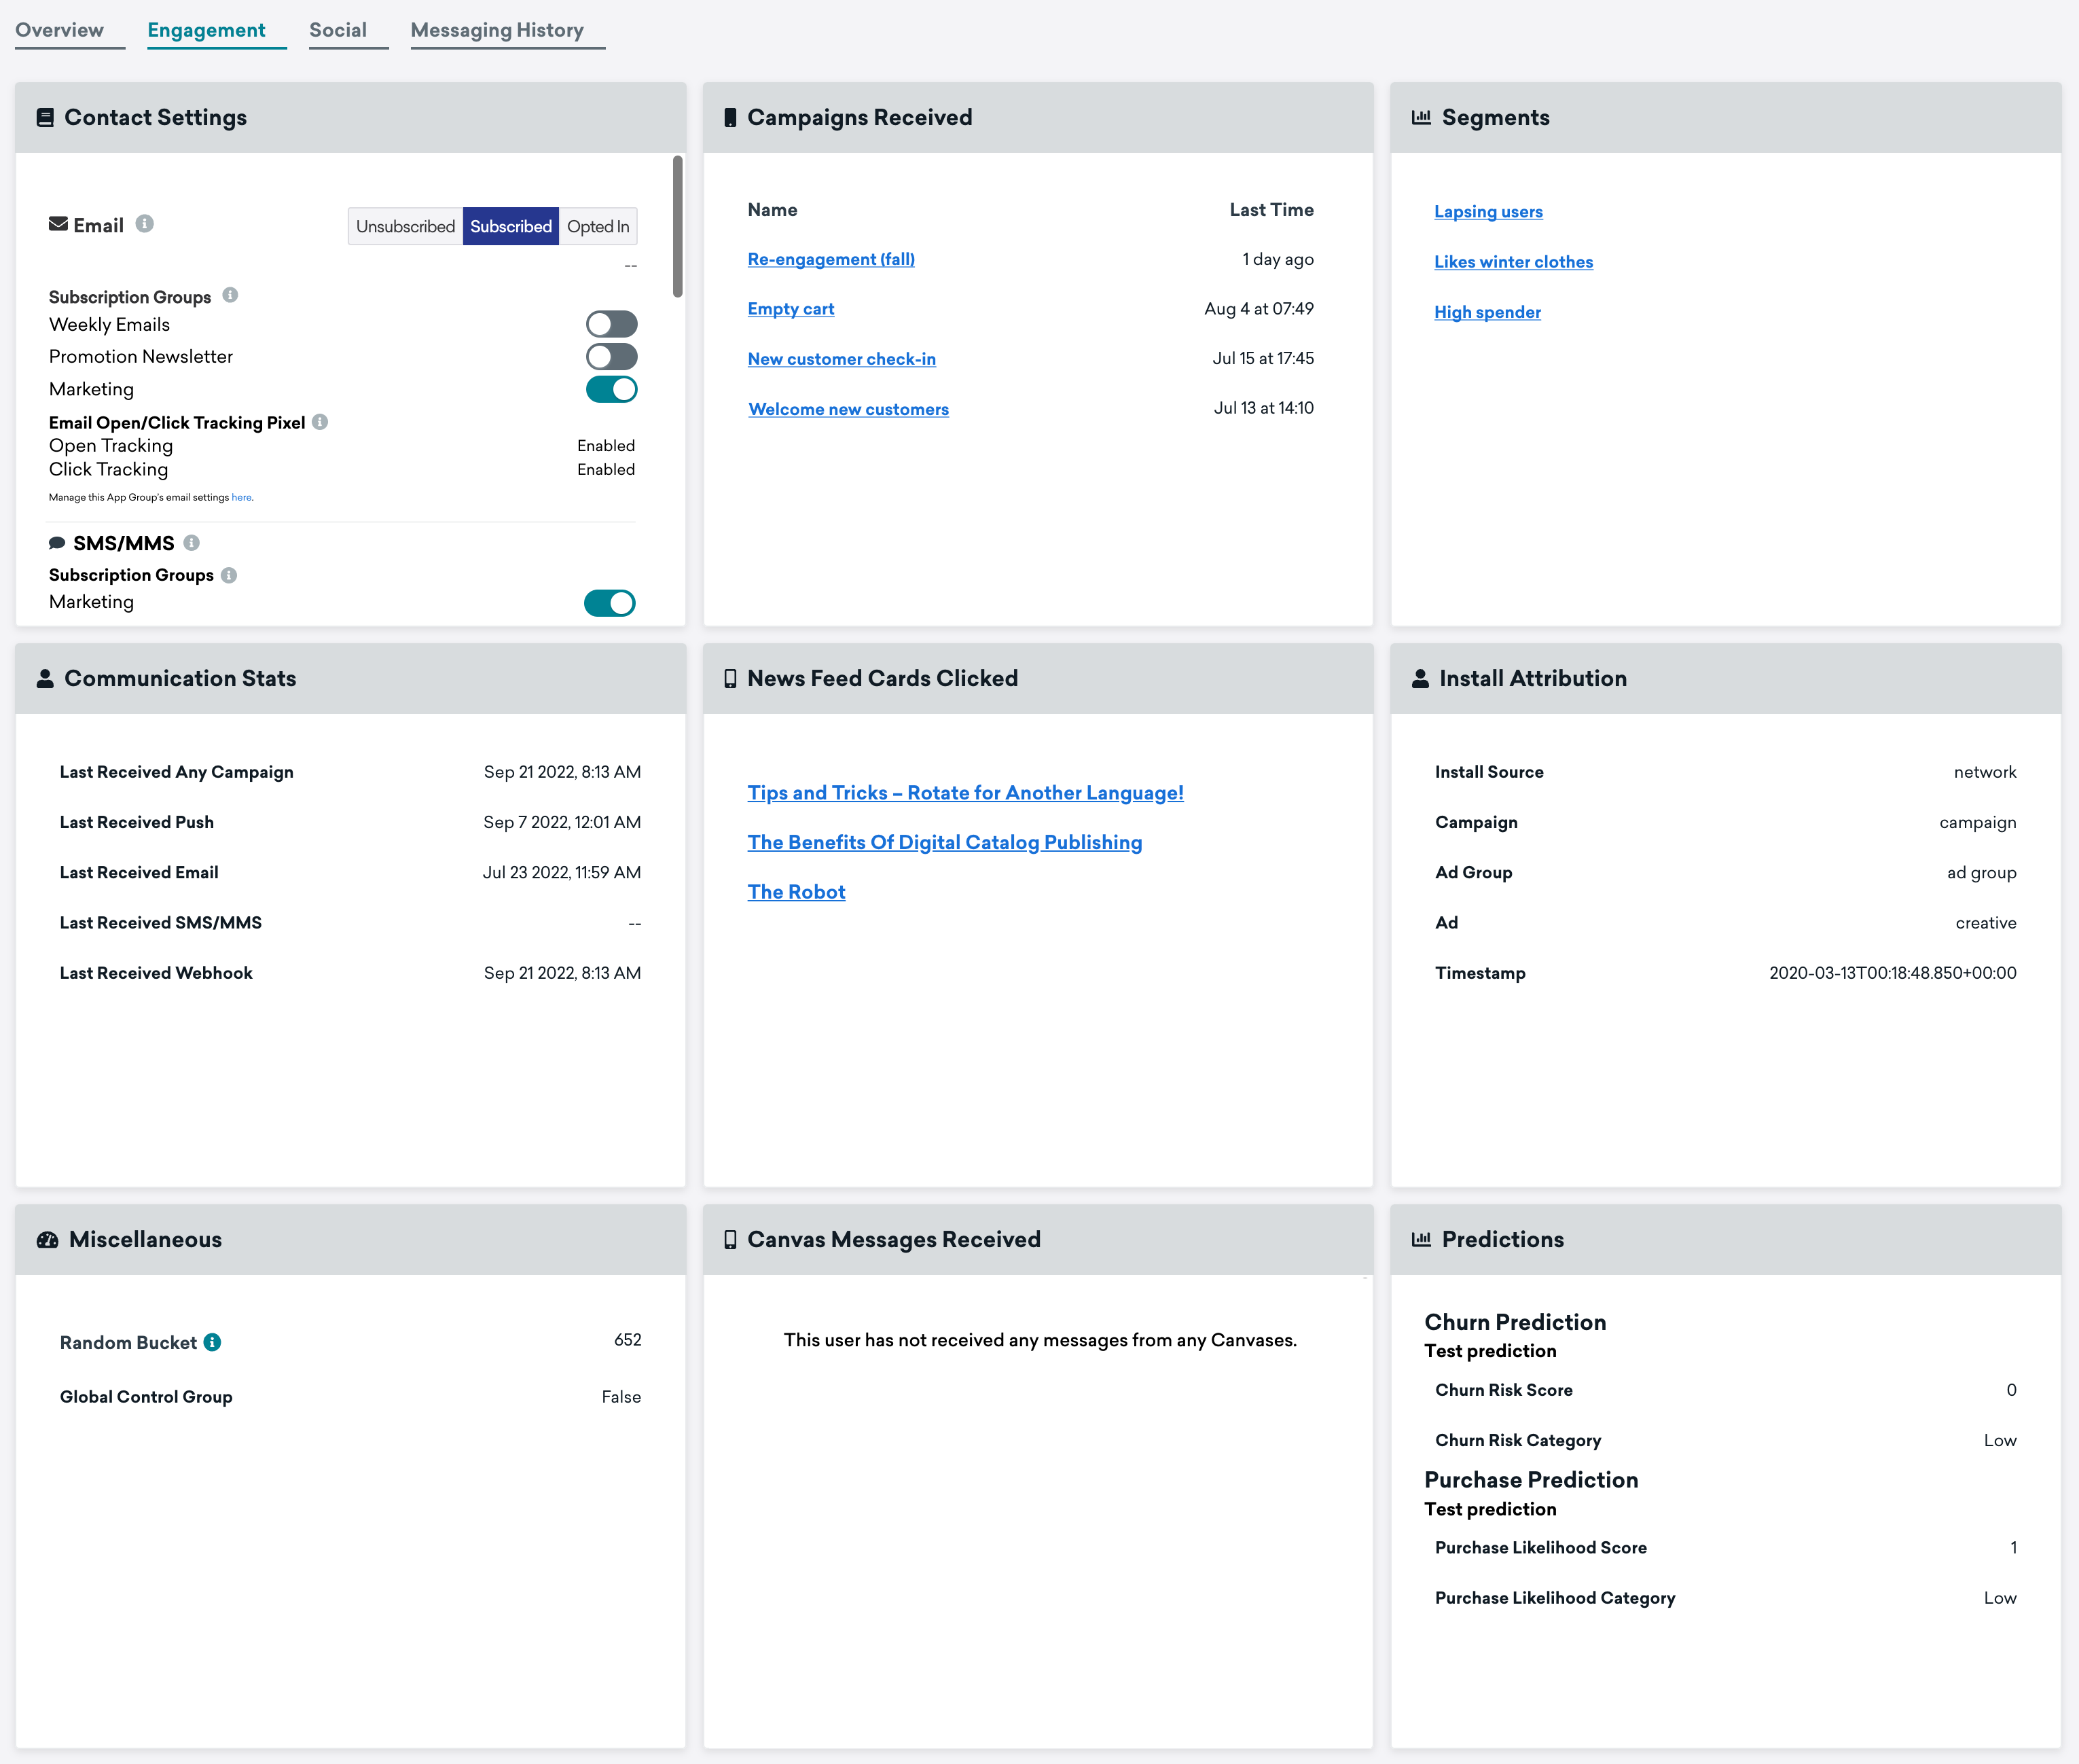 Overview Engagement Social Messaging History
Contact Settings
Email
Unsubscribed Subscribed Opted In
--
Subscription Groups
Weekly Emails
Promotion Newsletter
Marketing
Email Open/Click Tracking Pixel
Open Tracking Enabled
Click Tracking Enabled
Manage this App Group's email settings here.
SMS/MMS
Subscription Groups
Marketing
Campaigns Received
Name Last Time
Re-engagement (fall) 1 day ago
Empty cart Aug 4 at 07:49
New customer check-in Jul 15 at 17:45
Welcome new customers Jul 13 at 14:10
Segments
Lapsing users
Likes winter clothes
High spender
Communication Stats
Last Received Any Campaign Sep 21 2022, 8:13 AM
Last Received Push Sep 7 2022, 12:01 AM
Last Received Email Jul 23 2022, 11:59 AM
Last Received SMS/MMS --
Last Received Webhook Sep 21 2022, 8:13 AM
News Feed Cards Clicked
Tips and Tricks – Rotate for Another Language!
The Benefits Of Digital Catalog Publishing
The Robot
Install Attribution
Install Source network
Campaign campaign
Ad Group ad group
Ad creative
Timestamp 2020-03-13T00:18:48.850+00:00
Miscellaneous
Random Bucket 652
Global Control Group False
Canvas Messages Received
This user has not received any messages from any Canvases.
Predictions
Churn Prediction
Test prediction
Churn Risk Score 0
Churn Risk Category Low
Purchase Prediction
Test prediction
Purchase Likelihood Score 1
Purchase Likelihood Category Low